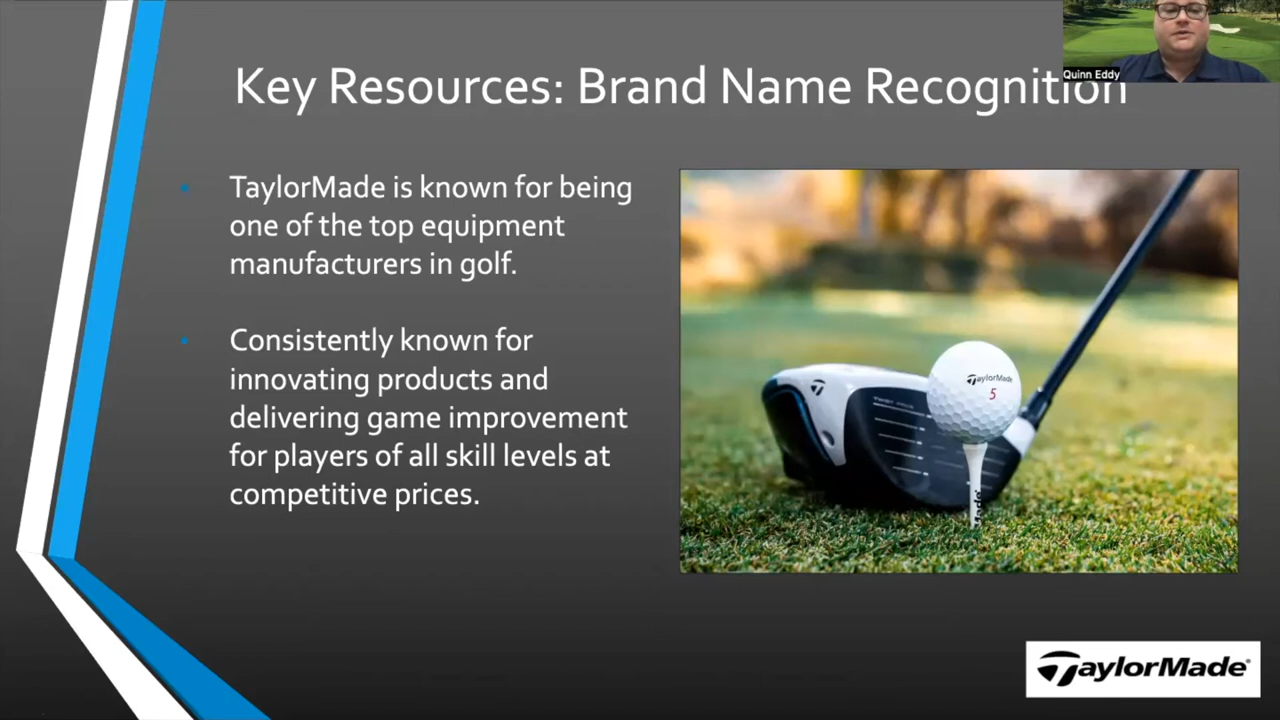 Quinn Eddy
Key Resources: Brand Name Recognition
TaylorMade is known for being
one of the top equipment
manufacturers in golf.
Consistently known for
innovating products and
delivering game improvement
for players of all skill levels at
competitive prices.
TaylorMade
5
TaylorMade®